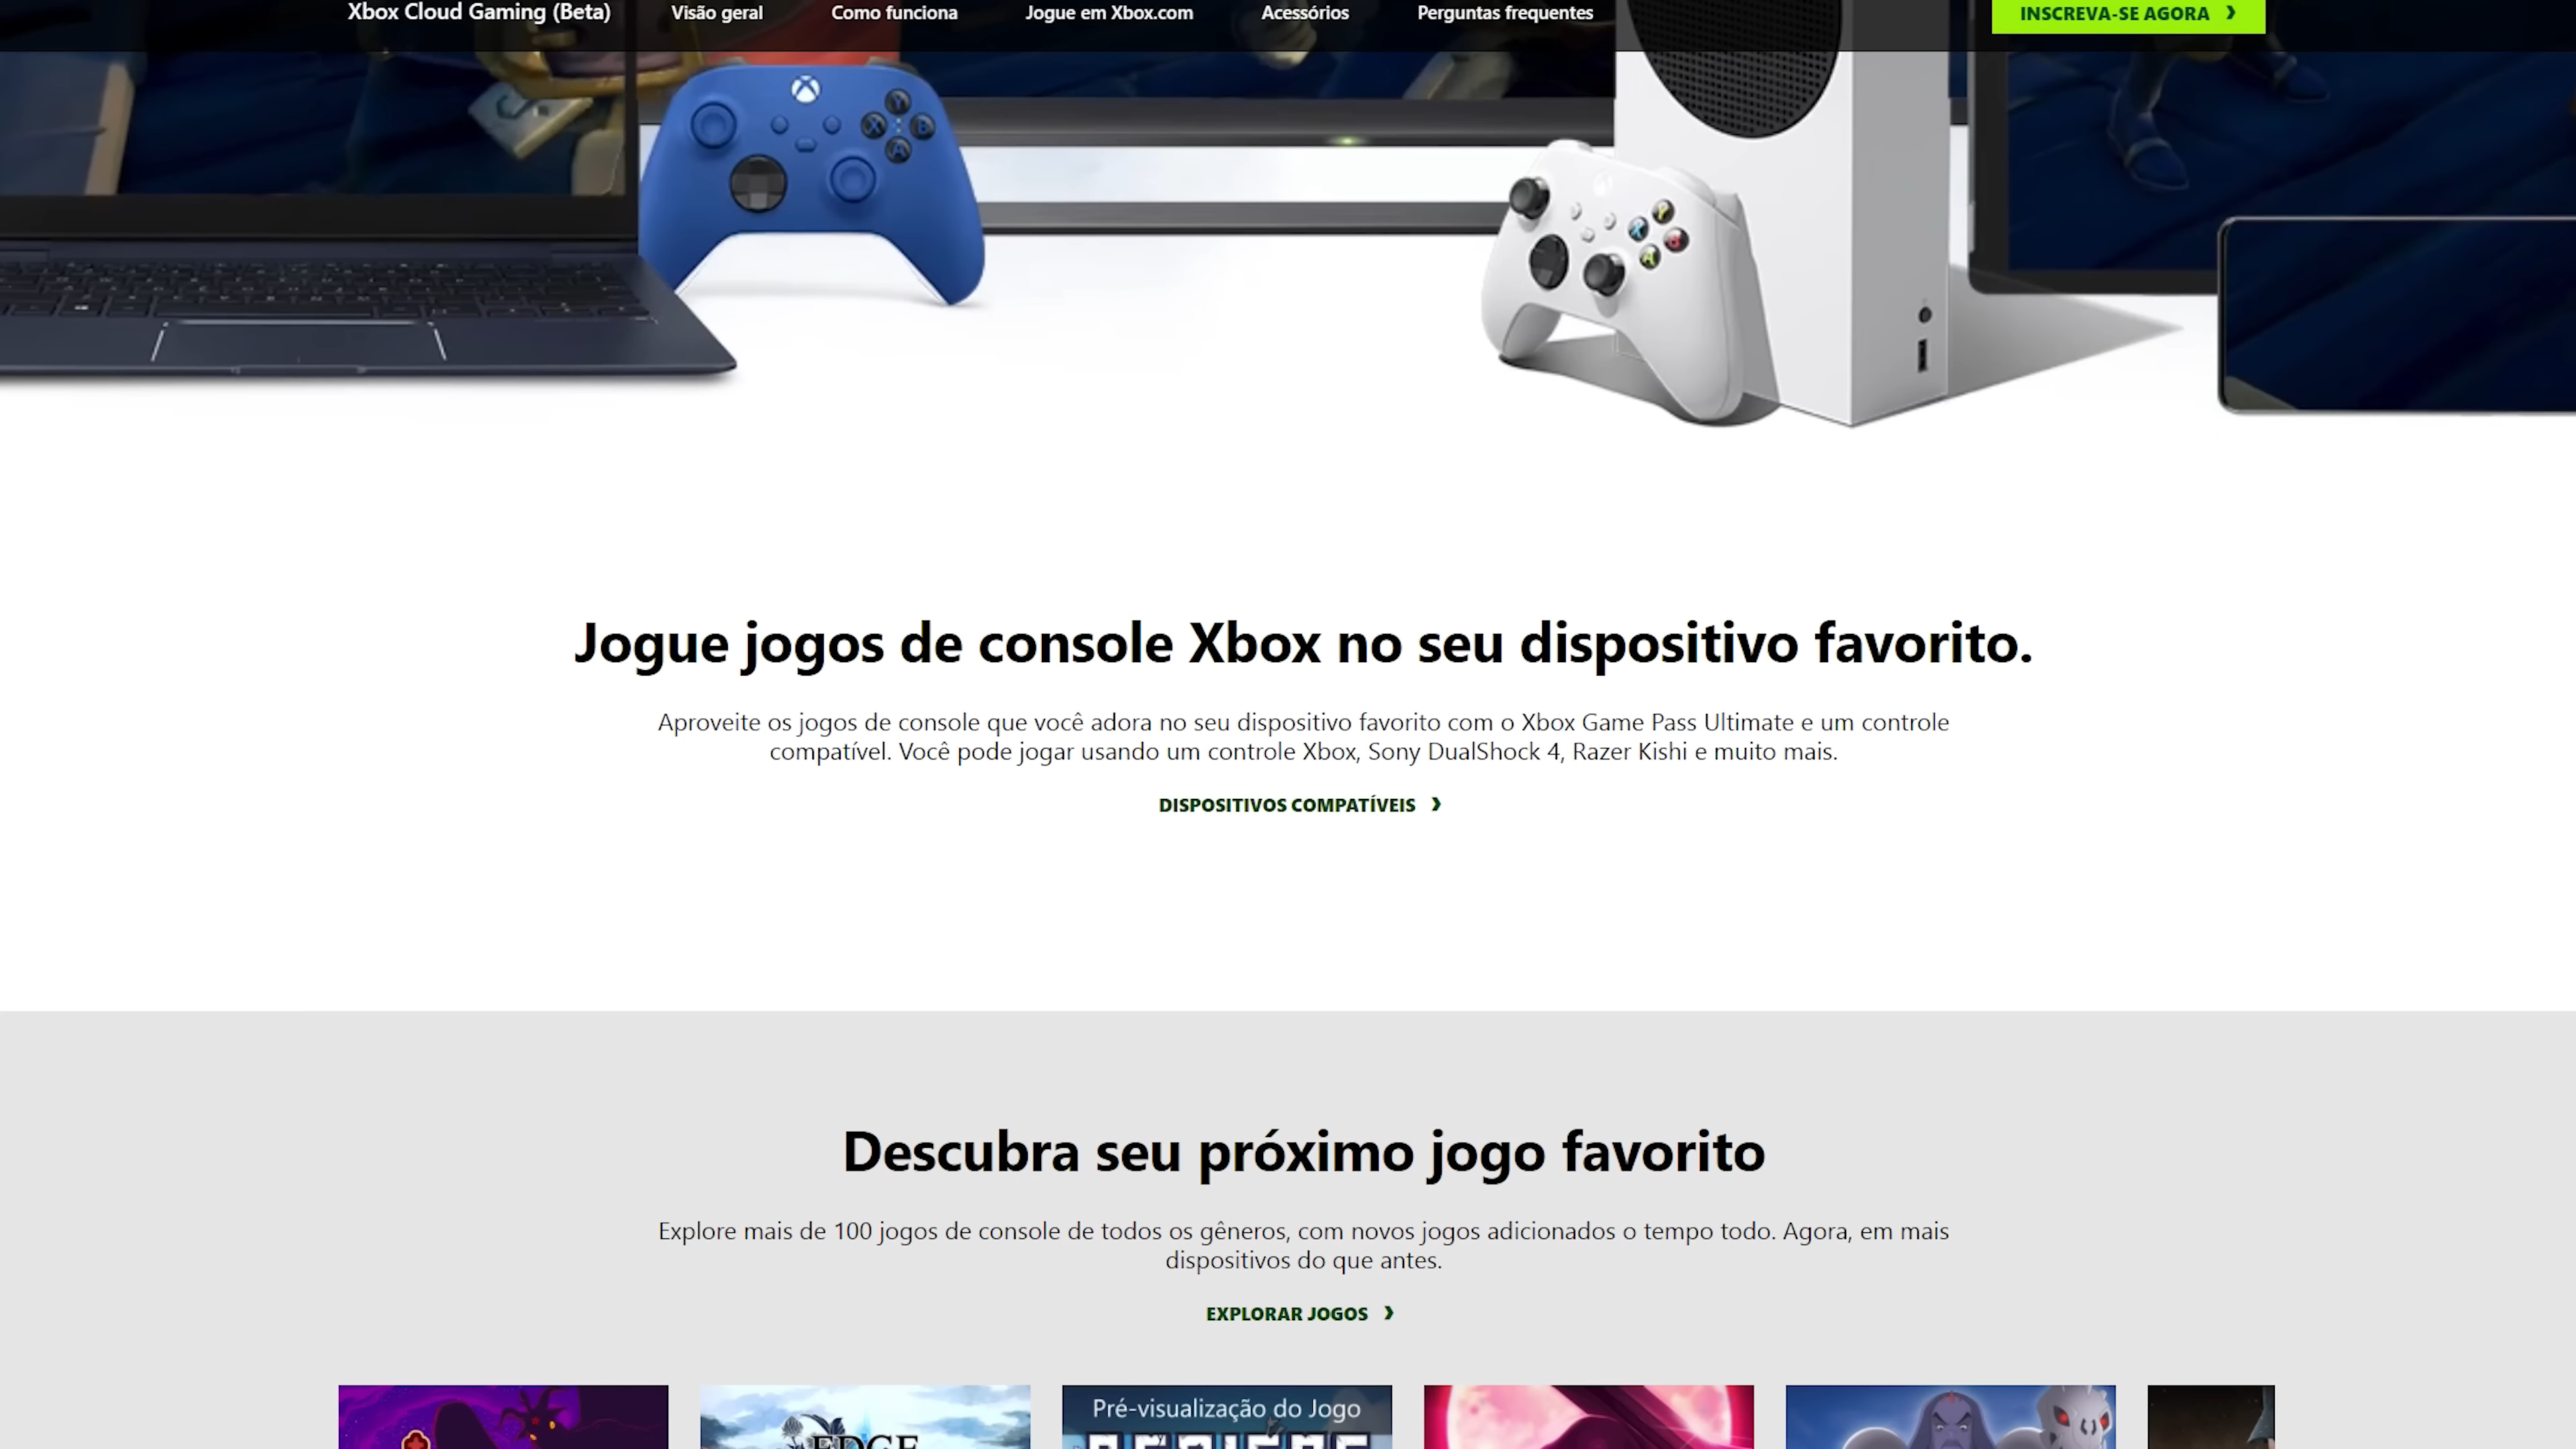 Xbox Cloud Gaming (Beta) Visão geral Como funciona Jogue em Xbox.com Acessórios Perguntas frequentes INSCREVA-SE AGORA
Y
X B
A
Y
X B
A
Jogue jogos de console Xbox no seu dispositivo favorito.
Aproveite os jogos de console que você adora no seu dispositivo favorito com o Xbox Game Pass Ultimate e um controle
compatível. Você pode jogar usando um controle Xbox, Sony DualShock 4, Razer Kishi e muito mais.
DISPOSITIVOS COMPATÍVEIS
Descubra seu próximo jogo favorito
Explore mais de 100 jogos de console de todos os gêneros, com novos jogos adicionados o tempo todo. Agora, em mais
dispositivos do que antes.
EXPLORAR JOGOS
Pré-visualização do Jogo
EDGE